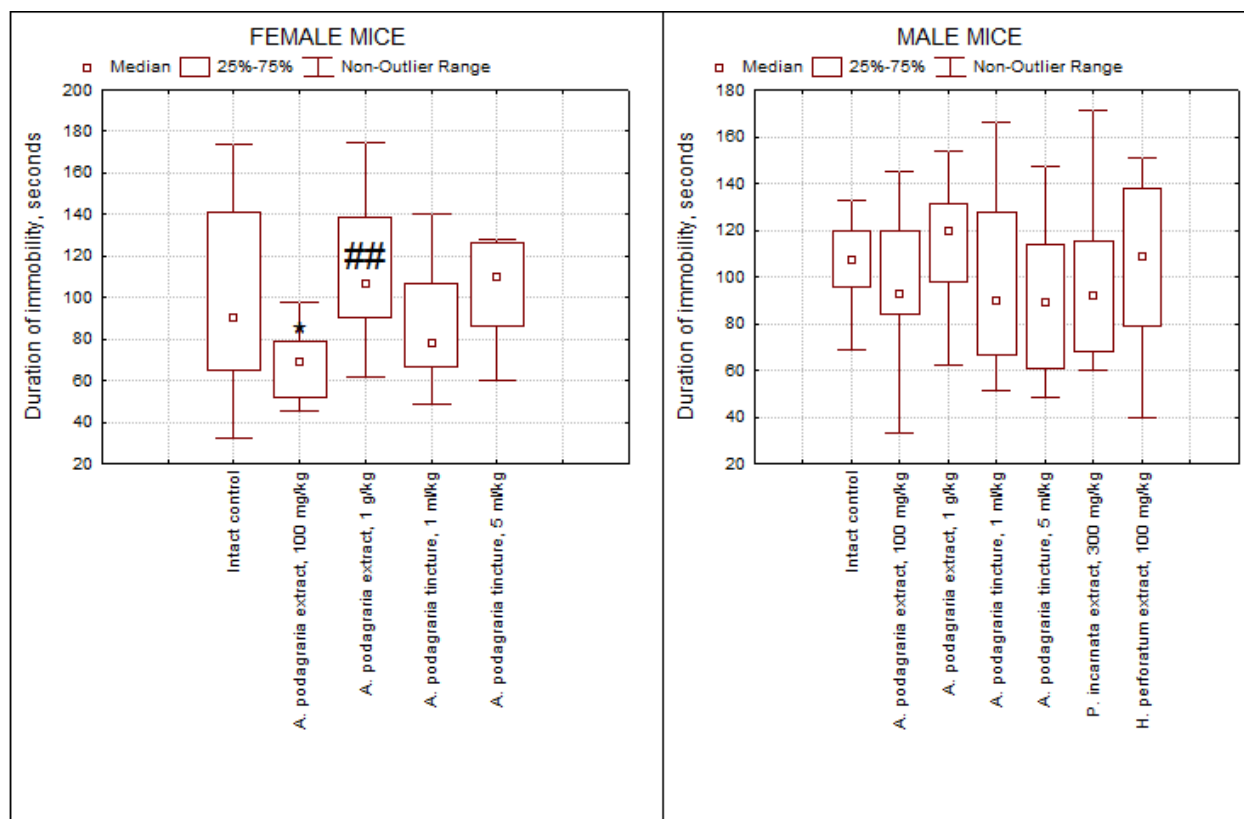 FEMALE MICE
Median 25%-75% Non-Outlier Range
200
180
160
140
120
100
80
60
40
20
Duration of immobility, seconds
##
*
Intact control
A. podagraria extract, 100 mg/kg
A. podagraria extract, 1 g/kg
A. podagraria tincture, 1 ml/kg
A. podagraria tincture, 5 ml/kg
MALE MICE
Median 25%-75% Non-Outlier Range
180
160
140
120
100
80
60
40
20
Duration of immobility, seconds
Intact control
A. podagraria extract, 100 mg/kg
A. podagraria extract, 1 g/kg
A. podagraria tincture, 1 ml/kg
A. podagraria tincture, 5 ml/kg
P. incarnata extract, 300 mg/kg
H. perforatum extract, 100 mg/kg